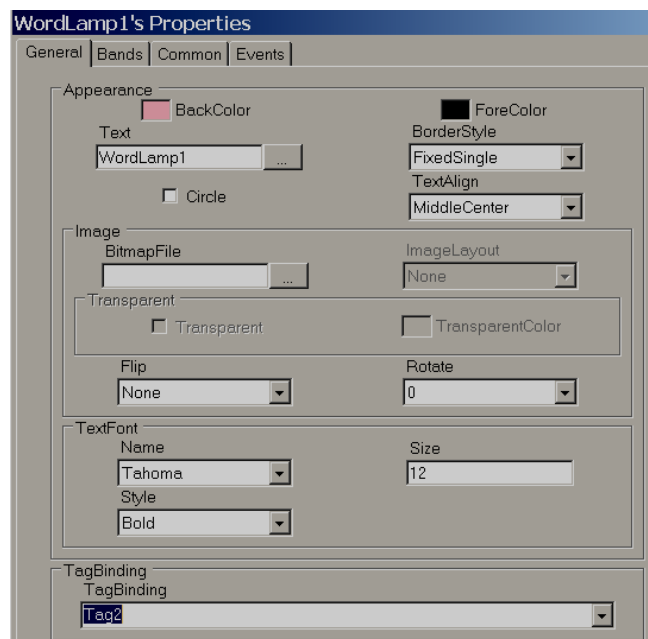 WordLamp1's Properties
General Bands Common Events
Appearance
BackColor ForeColor
Text BorderStyle
WordLamp1 ... FixedSingle
TextAlign
Circle MiddleCenter
Image
BitmapFile ImageLayout
... None
Transparent
Transparent TransparentColor
Flip Rotate
None 0
TextFont
Name Size
Tahoma 12
Style
Bold
TagBinding
TagBinding
Tag2